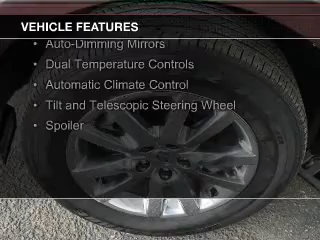 VEHICLE FEATURES
• Auto-Dimming Mirrors
• Dual Temperature Controls
• Automatic Climate Control
• Tilt and Telescopic Steering Wheel
• Spoiler